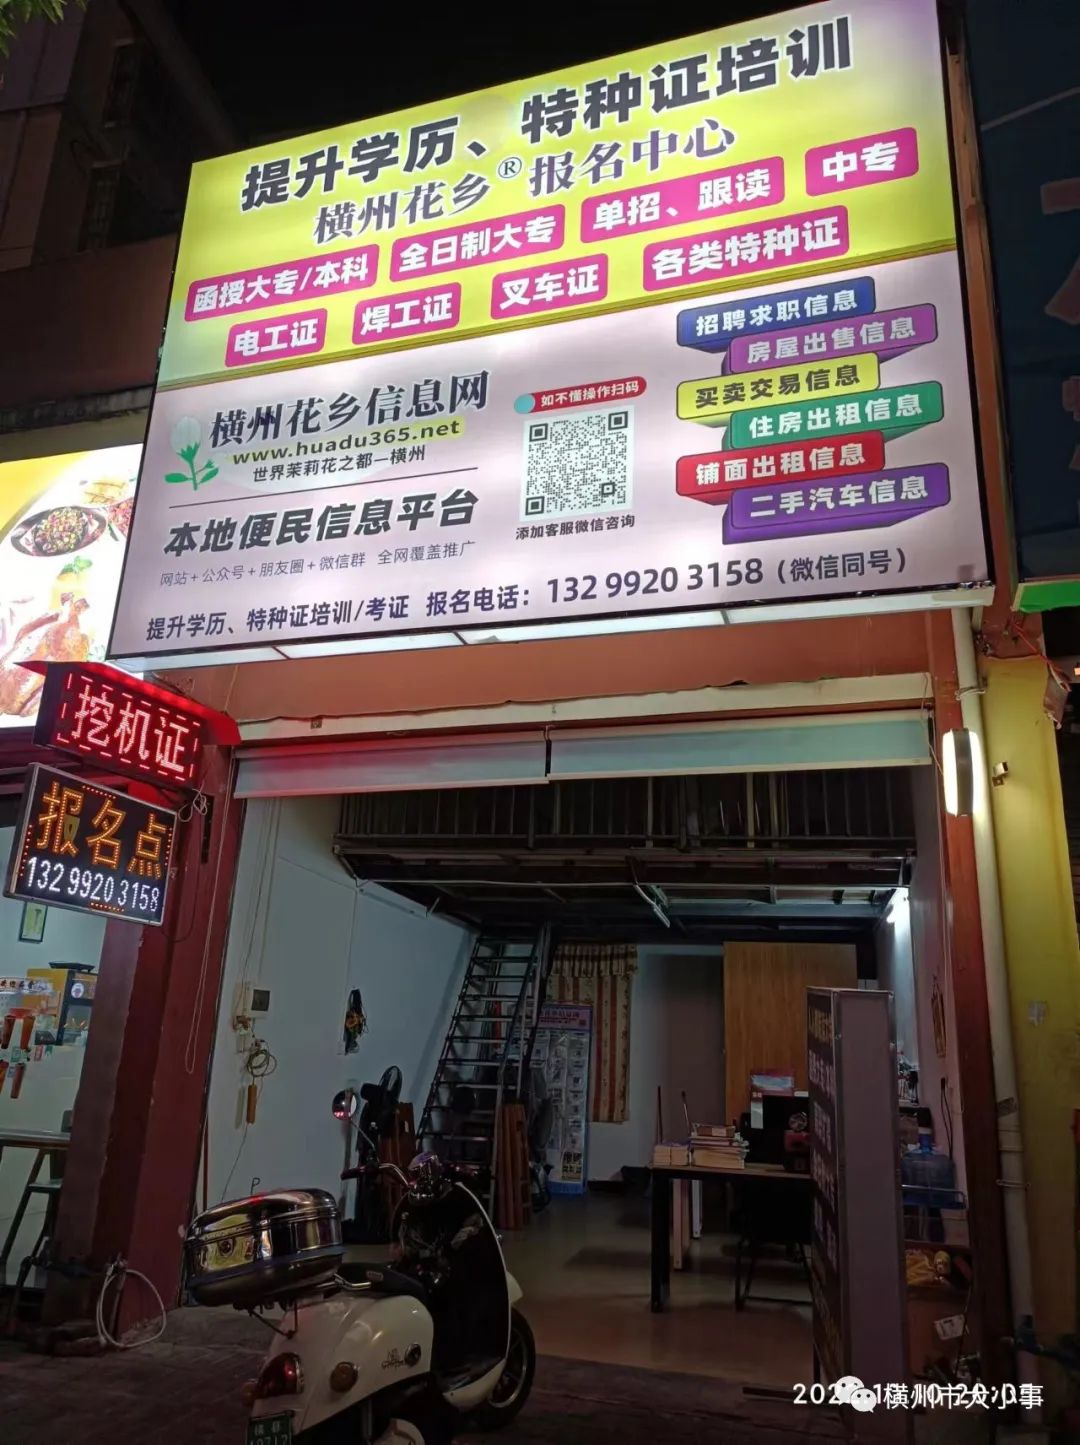 提升学历、特种证培训
横州花乡®报名中心
函授大专/本科 全日制大专 单招、跟读 中专
电工证 焊工证 叉车证 各类特种证
横州花乡信息网
www.huadu365.net
世界茉莉花之都—横州
本地便民信息平台
网站+公众号+朋友圈+微信群 全网覆盖推广
如不懂操作扫码
添加客服微信咨询
招聘求职信息
房屋出售信息
买卖交易信息
住房出租信息
铺面出租信息
二手汽车信息
提升学历、特种证培训/考证 报名电话：132 9920 3158（微信同号）
挖机证
报名点
132 9920 3158
横州市大小事